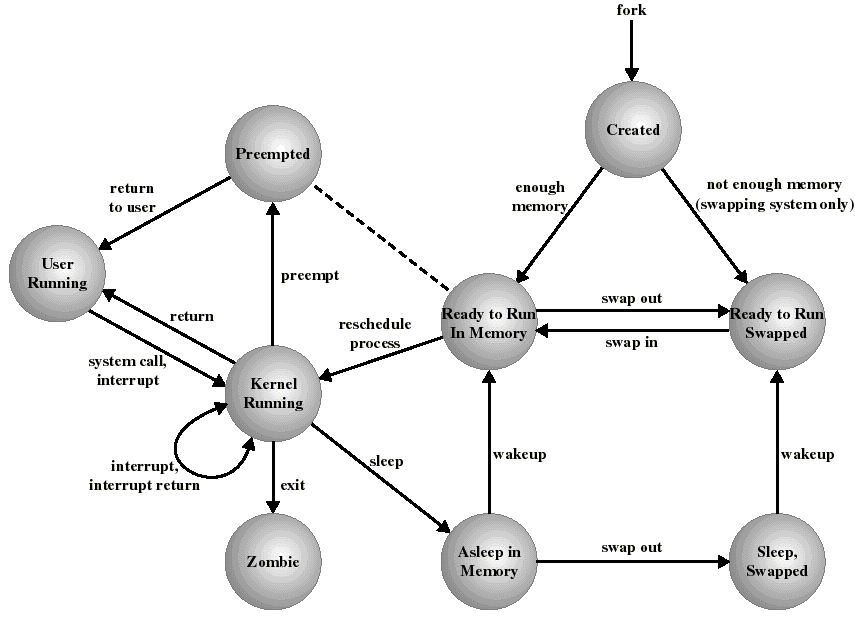 fork
Created
Preempted
enough
memory
not enough memory
(swapping system only)
return
to user
User
Running
preempt
return
reschedule
process
Ready to Run
In Memory
swap out
swap in
Ready to Run
Swapped
system call,
interrupt
Kernel
Running
interrupt,
interrupt return
sleep
exit
wakeup
wakeup
Zombie
Asleep in
Memory
swap out
Sleep,
Swapped